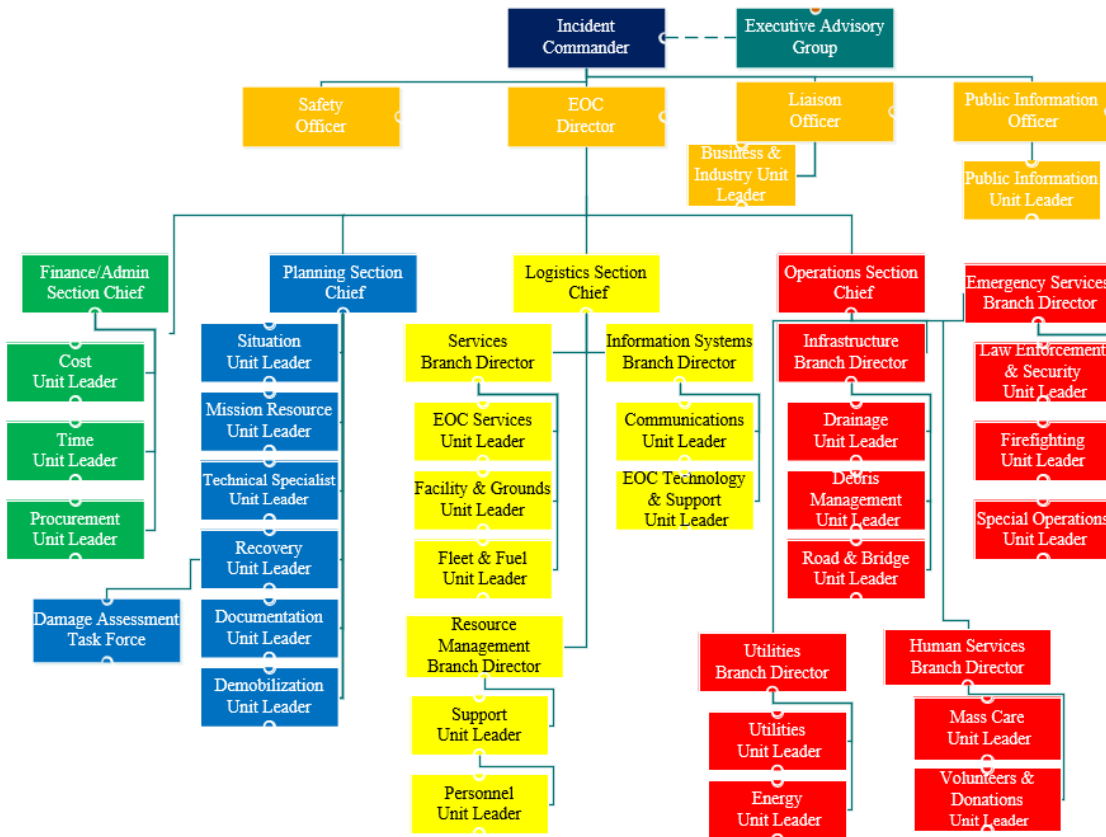 Incident
Commander
Executive Advisory
Group
Safety
Officer
EOC
Director
Liaison
Officer
Public Information
Officer
Business &
Industry Unit
Leader
Public Information
Unit Leader
Finance/Admin
Section Chief
Planning Section
Chief
Logistics Section
Chief
Operations Section
Chief
Emergency Services
Branch Director
Cost
Unit Leader
Time
Unit Leader
Procurement
Unit Leader
Situation
Unit Leader
Mission Resource
Unit Leader
Technical Specialist
Unit Leader
Recovery
Unit Leader
Damage Assessment
Task Force
Documentation
Unit Leader
Demobilization
Unit Leader
Services
Branch Director
EOC Services
Unit Leader
Facility & Grounds
Unit Leader
Fleet & Fuel
Unit Leader
Resource
Management
Branch Director
Support
Unit Leader
Personnel
Unit Leader
Information Systems
Branch Director
Communications
Unit Leader
EOC Technology
& Support
Unit Leader
Infrastructure
Branch Director
Drainage
Unit Leader
Debris
Management
Unit Leader
Road & Bridge
Unit Leader
Law Enforcement
& Security
Unit Leader
Firefighting
Unit Leader
Special Operations
Unit Leader
Utilities
Branch Director
Utilities
Unit Leader
Energy
Unit Leader
Human Services
Branch Director
Mass Care
Unit Leader
Volunteers &
Donations
Unit Leader